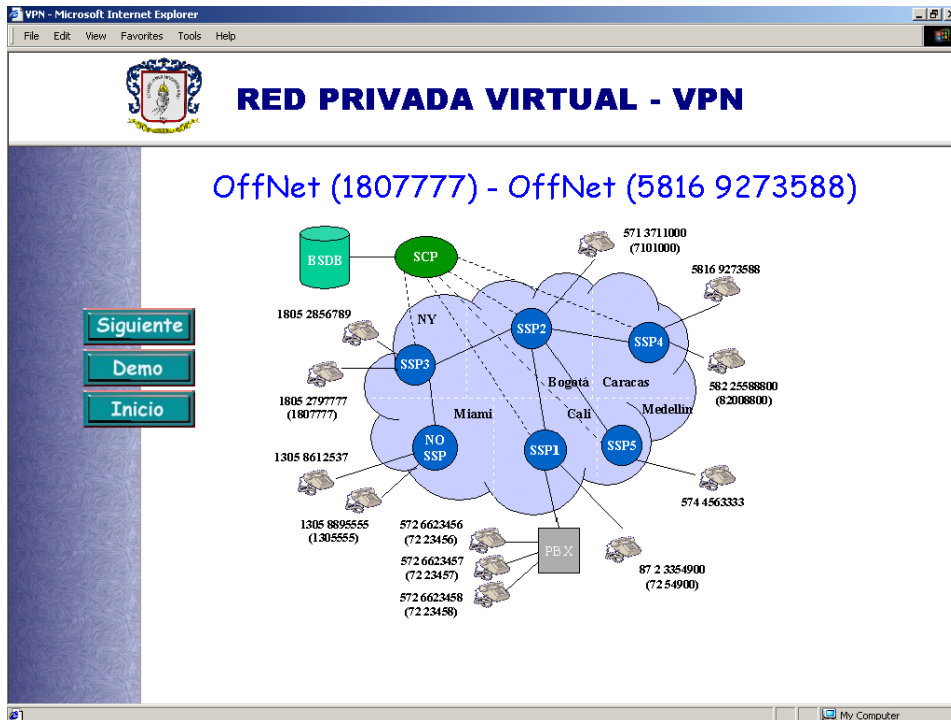 VPN - Microsoft Internet Explorer
File Edit View Favorites Tools Help
RED PRIVADA VIRTUAL - VPN
OffNet (1807777) - OffNet (5816 9273588)
Siguiente
Demo
Inicio
BSDB
SCP
571 3711000
(7101000)
5816 9273588
1805 2856789
NY
SSP2
SSP4
SSP3
Bogotá Caracas
582 25588800
(82008800)
1805 2797777
(1807777)
Miami
Cali
Medellín
NO
SSP
SSP1
SSP5
1305 8612537
574 4563333
1305 8895555
(1305555)
572 6623456
(72 23456)
PBX
572 6623457
(72 23457)
87 2 3354900
(72 54900)
572 6623458
(72 23458)
My Computer